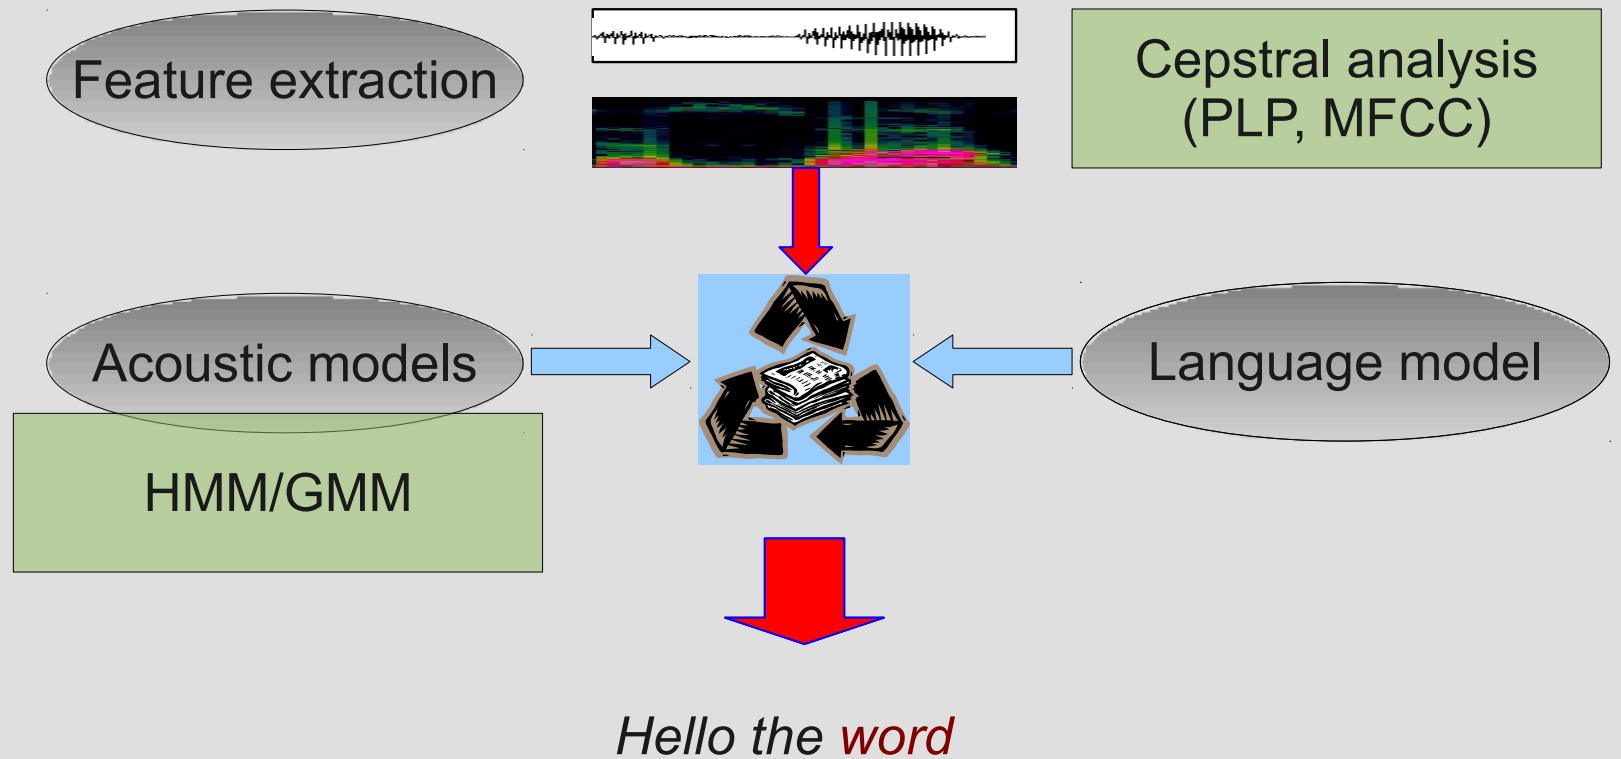 Feature extraction
Cepstral analysis
(PLP, MFCC)
Acoustic models
Language model
HMM/GMM
Hello the word